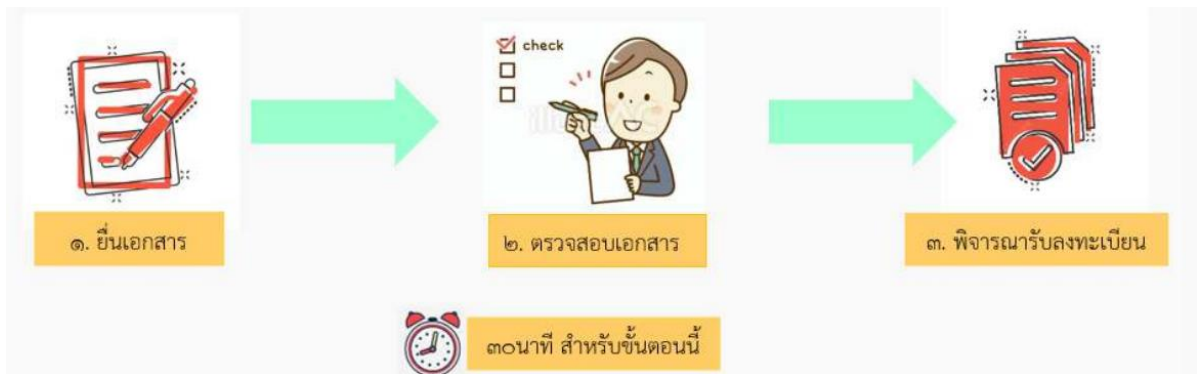 check
๑. ยื่นเอกสาร
๒. ตรวจสอบเอกสาร
๓. พิจารณารับลงทะเบียน
๓๐นาที สำหรับขั้นตอนนี้